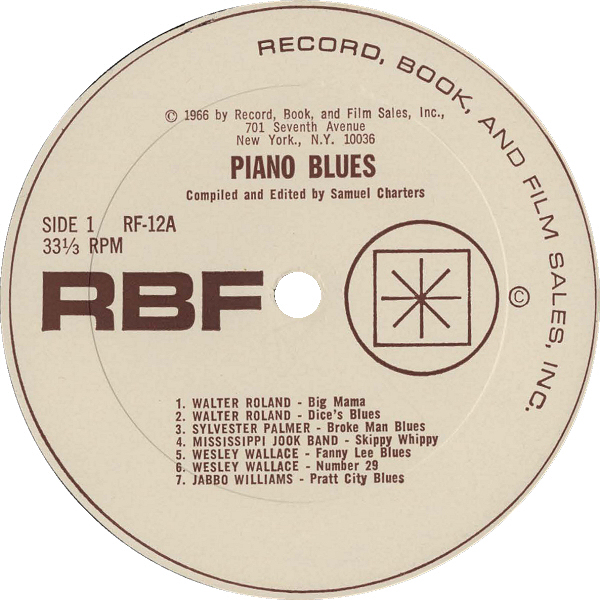 RECORD, BOOK, AND FILM SALES, INC.
© 1966 by Record, Book, and Film Sales, Inc.,
701 Seventh Avenue
New York, N.Y. 10036
PIANO BLUES
Compiled and Edited by Samuel Charters
SIDE 1 RF-12A
33⅓ RPM
RBF
©
1. WALTER ROLAND - Big Mama
2. WALTER ROLAND - Dice's Blues
3. SYLVESTER PALMER - Broke Man Blues
4. MISSISSIPPI JOOK BAND - Skippy Whippy
5. WESLEY WALLACE - Fanny Lee Blues
6. WESLEY WALLACE - Number 29
7. JABBO WILLIAMS - Pratt City Blues